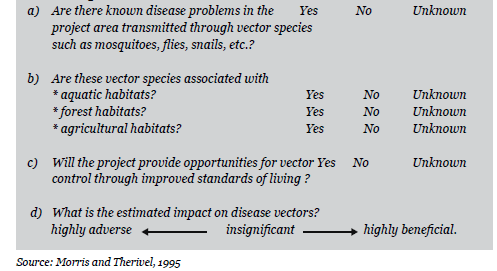 a) Are there known disease problems in the Yes No Unknown
project area transmitted through vector species
such as mosquitoes, flies, snails, etc.?
b) Are these vector species associated with
* aquatic habitats? Yes No Unknown
* forest habitats? Yes No Unknown
* agricultural habitats? Yes No Unknown
c) Will the project provide opportunities for vector Yes No Unknown
control through improved standards of living ?
d) What is the estimated impact on disease vectors?
highly adverse insignificant highly beneficial.
Source: Morris and Therivel, 1995